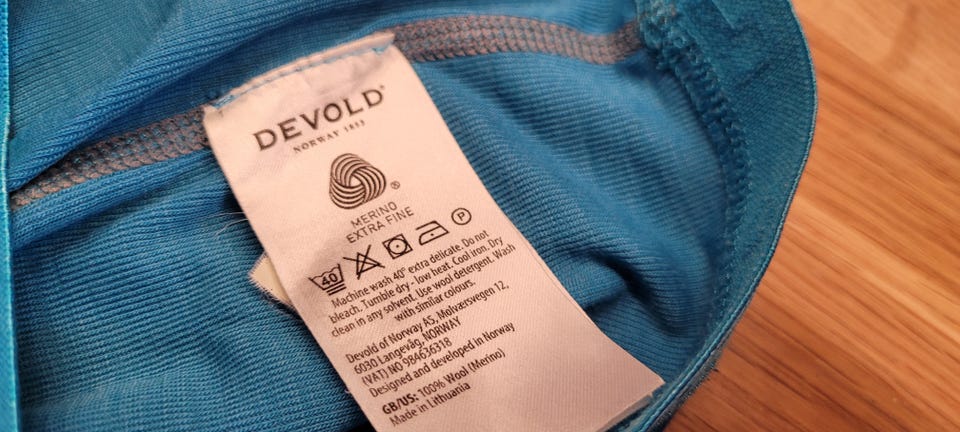 DEVOLD®
NORWAY 1853
®
MERINO
EXTRA FINE
40 P
Machine wash 40° extra delicate. Do not
bleach. Tumble dry - low heat. Cool iron. Dry
clean in any solvent. Use wool detergent. Wash
with similar colours.
Devold of Norway AS, Molværsvegen 12,
6030 Langevåg, NORWAY
(VAT) NO 984636318
Designed and developed in Norway
GB/US: 100% Wool (Merino)
Made in Lithuania